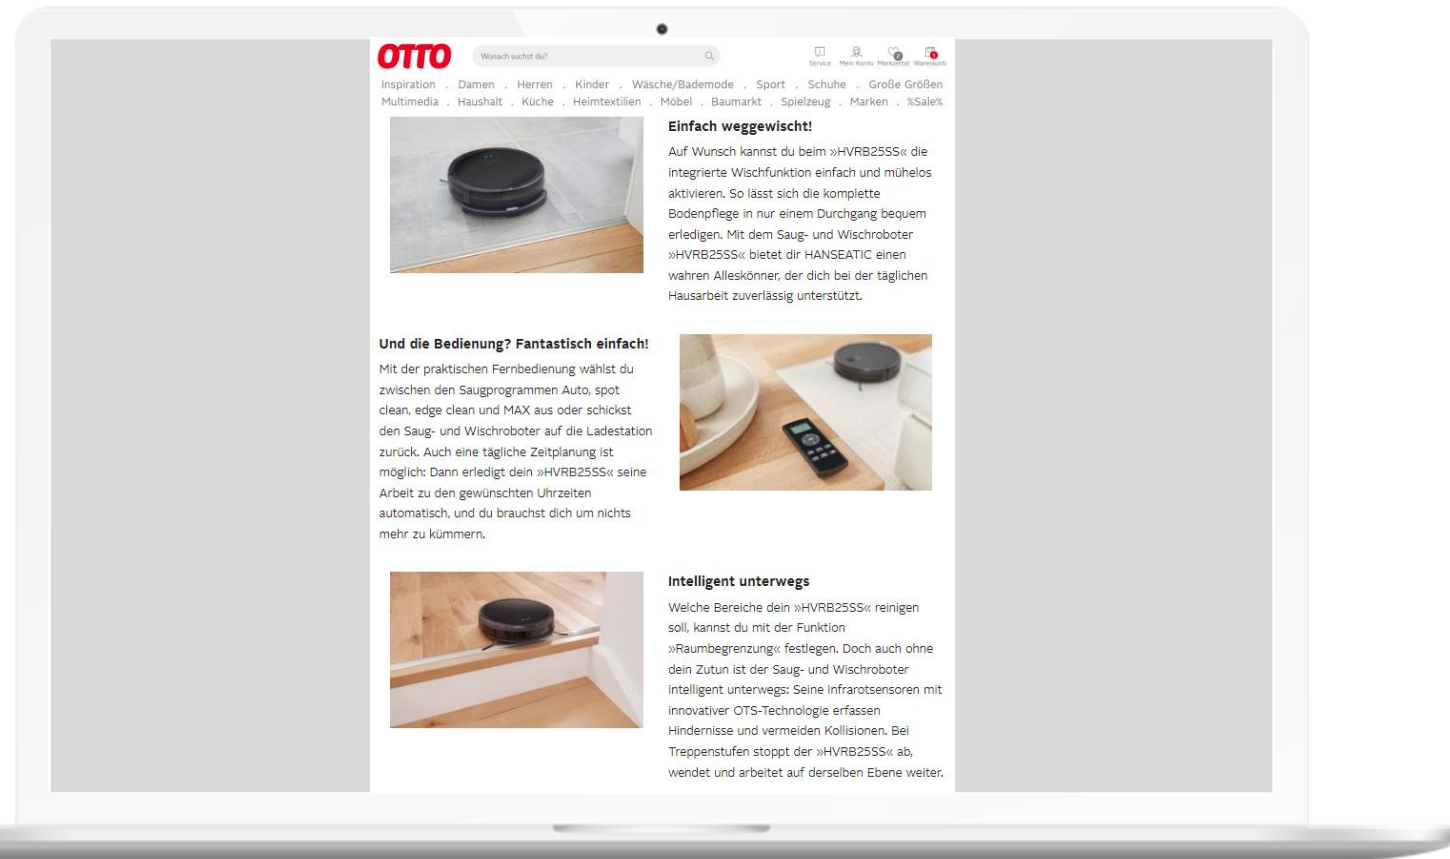 OTTO
Wonach suchst du?
Service Mein Konto Merkzettel Warenkorb
Inspiration . Damen . Herren . Kinder . Wäsche/Bademode . Sport . Schuhe . Große Größen
Multimedia . Haushalt . Küche . Heimtextilien . Möbel . Baumarkt . Spielzeug . Marken . %Sale%
Einfach weggewischt!
Auf Wunsch kannst du beim »HVRB25SS« die
integrierte Wischfunktion einfach und mühelos
aktivieren. So lässt sich die komplette
Bodenpflege in nur einem Durchgang bequem
erledigen. Mit dem Saug- und Wischroboter
»HVRB25SS« bietet dir HANSEATIC einen
wahren Alleskönner, der dich bei der täglichen
Hausarbeit zuverlässig unterstützt.
Und die Bedienung? Fantastisch einfach!
Mit der praktischen Fernbedienung wählst du
zwischen den Saugprogrammen Auto, spot
clean, edge clean und MAX aus oder schickst
den Saug- und Wischroboter auf die Ladestation
zurück. Auch eine tägliche Zeitplanung ist
möglich: Dann erledigt dein »HVRB25SS« seine
Arbeit zu den gewünschten Uhrzeiten
automatisch, und du brauchst dich um nichts
mehr zu kümmern.
Intelligent unterwegs
Welche Bereiche dein »HVRB25SS« reinigen
soll, kannst du mit der Funktion
»Raumbegrenzung« festlegen. Doch auch ohne
dein Zutun ist der Saug- und Wischroboter
intelligent unterwegs: Seine Infrarotsensoren mit
innovativer OTS-Technologie erfassen
Hindernisse und vermeiden Kollisionen. Bei
Treppenstufen stoppt der »HVRB25SS« ab,
wendet und arbeitet auf derselben Ebene weiter.